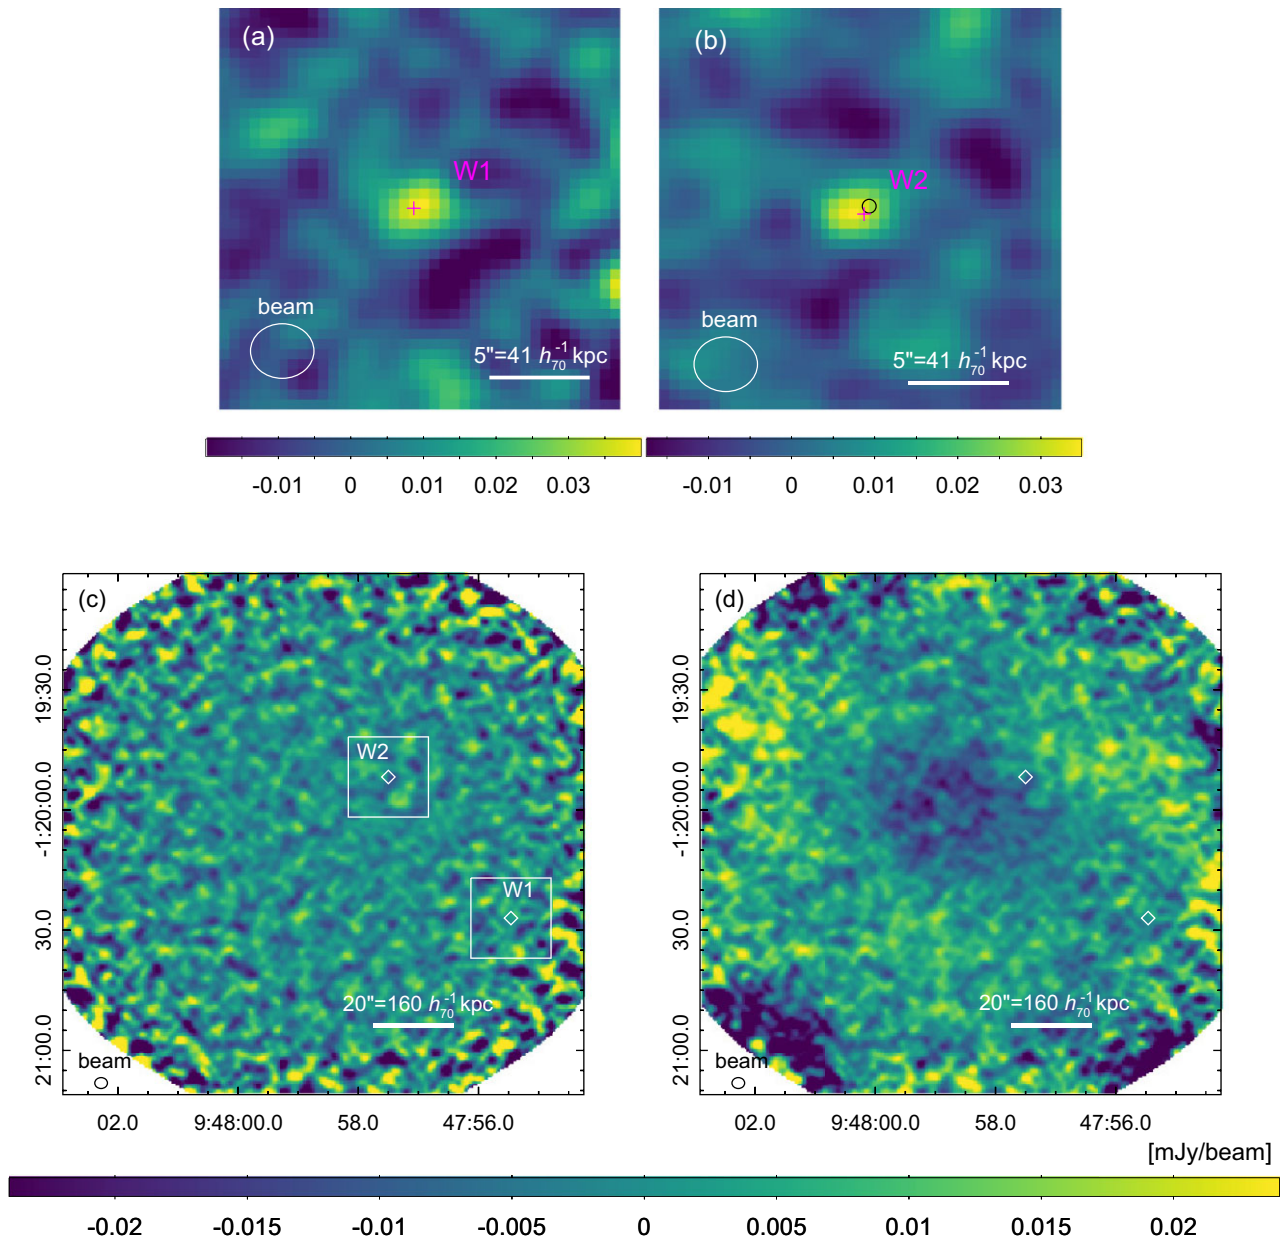 (a)
W1
beam
5"=41 h₇₀⁻¹ kpc
(b)
W2
beam
5"=41 h₇₀⁻¹ kpc
-0.01 0 0.01 0.02 0.03
-0.01 0 0.01 0.02 0.03
(c)
W2
W1
20"=160 h₇₀⁻¹ kpc
beam
19:30.0
-1:20:00.0
30.0
21:00.0
02.0 9:48:00.0 58.0 47:56.0
(d)
20"=160 h₇₀⁻¹ kpc
beam
19:30.0
-1:20:00.0
30.0
21:00.0
02.0 9:48:00.0 58.0 47:56.0
[mJy/beam]
-0.02 -0.015 -0.01 -0.005 0 0.005 0.01 0.015 0.02